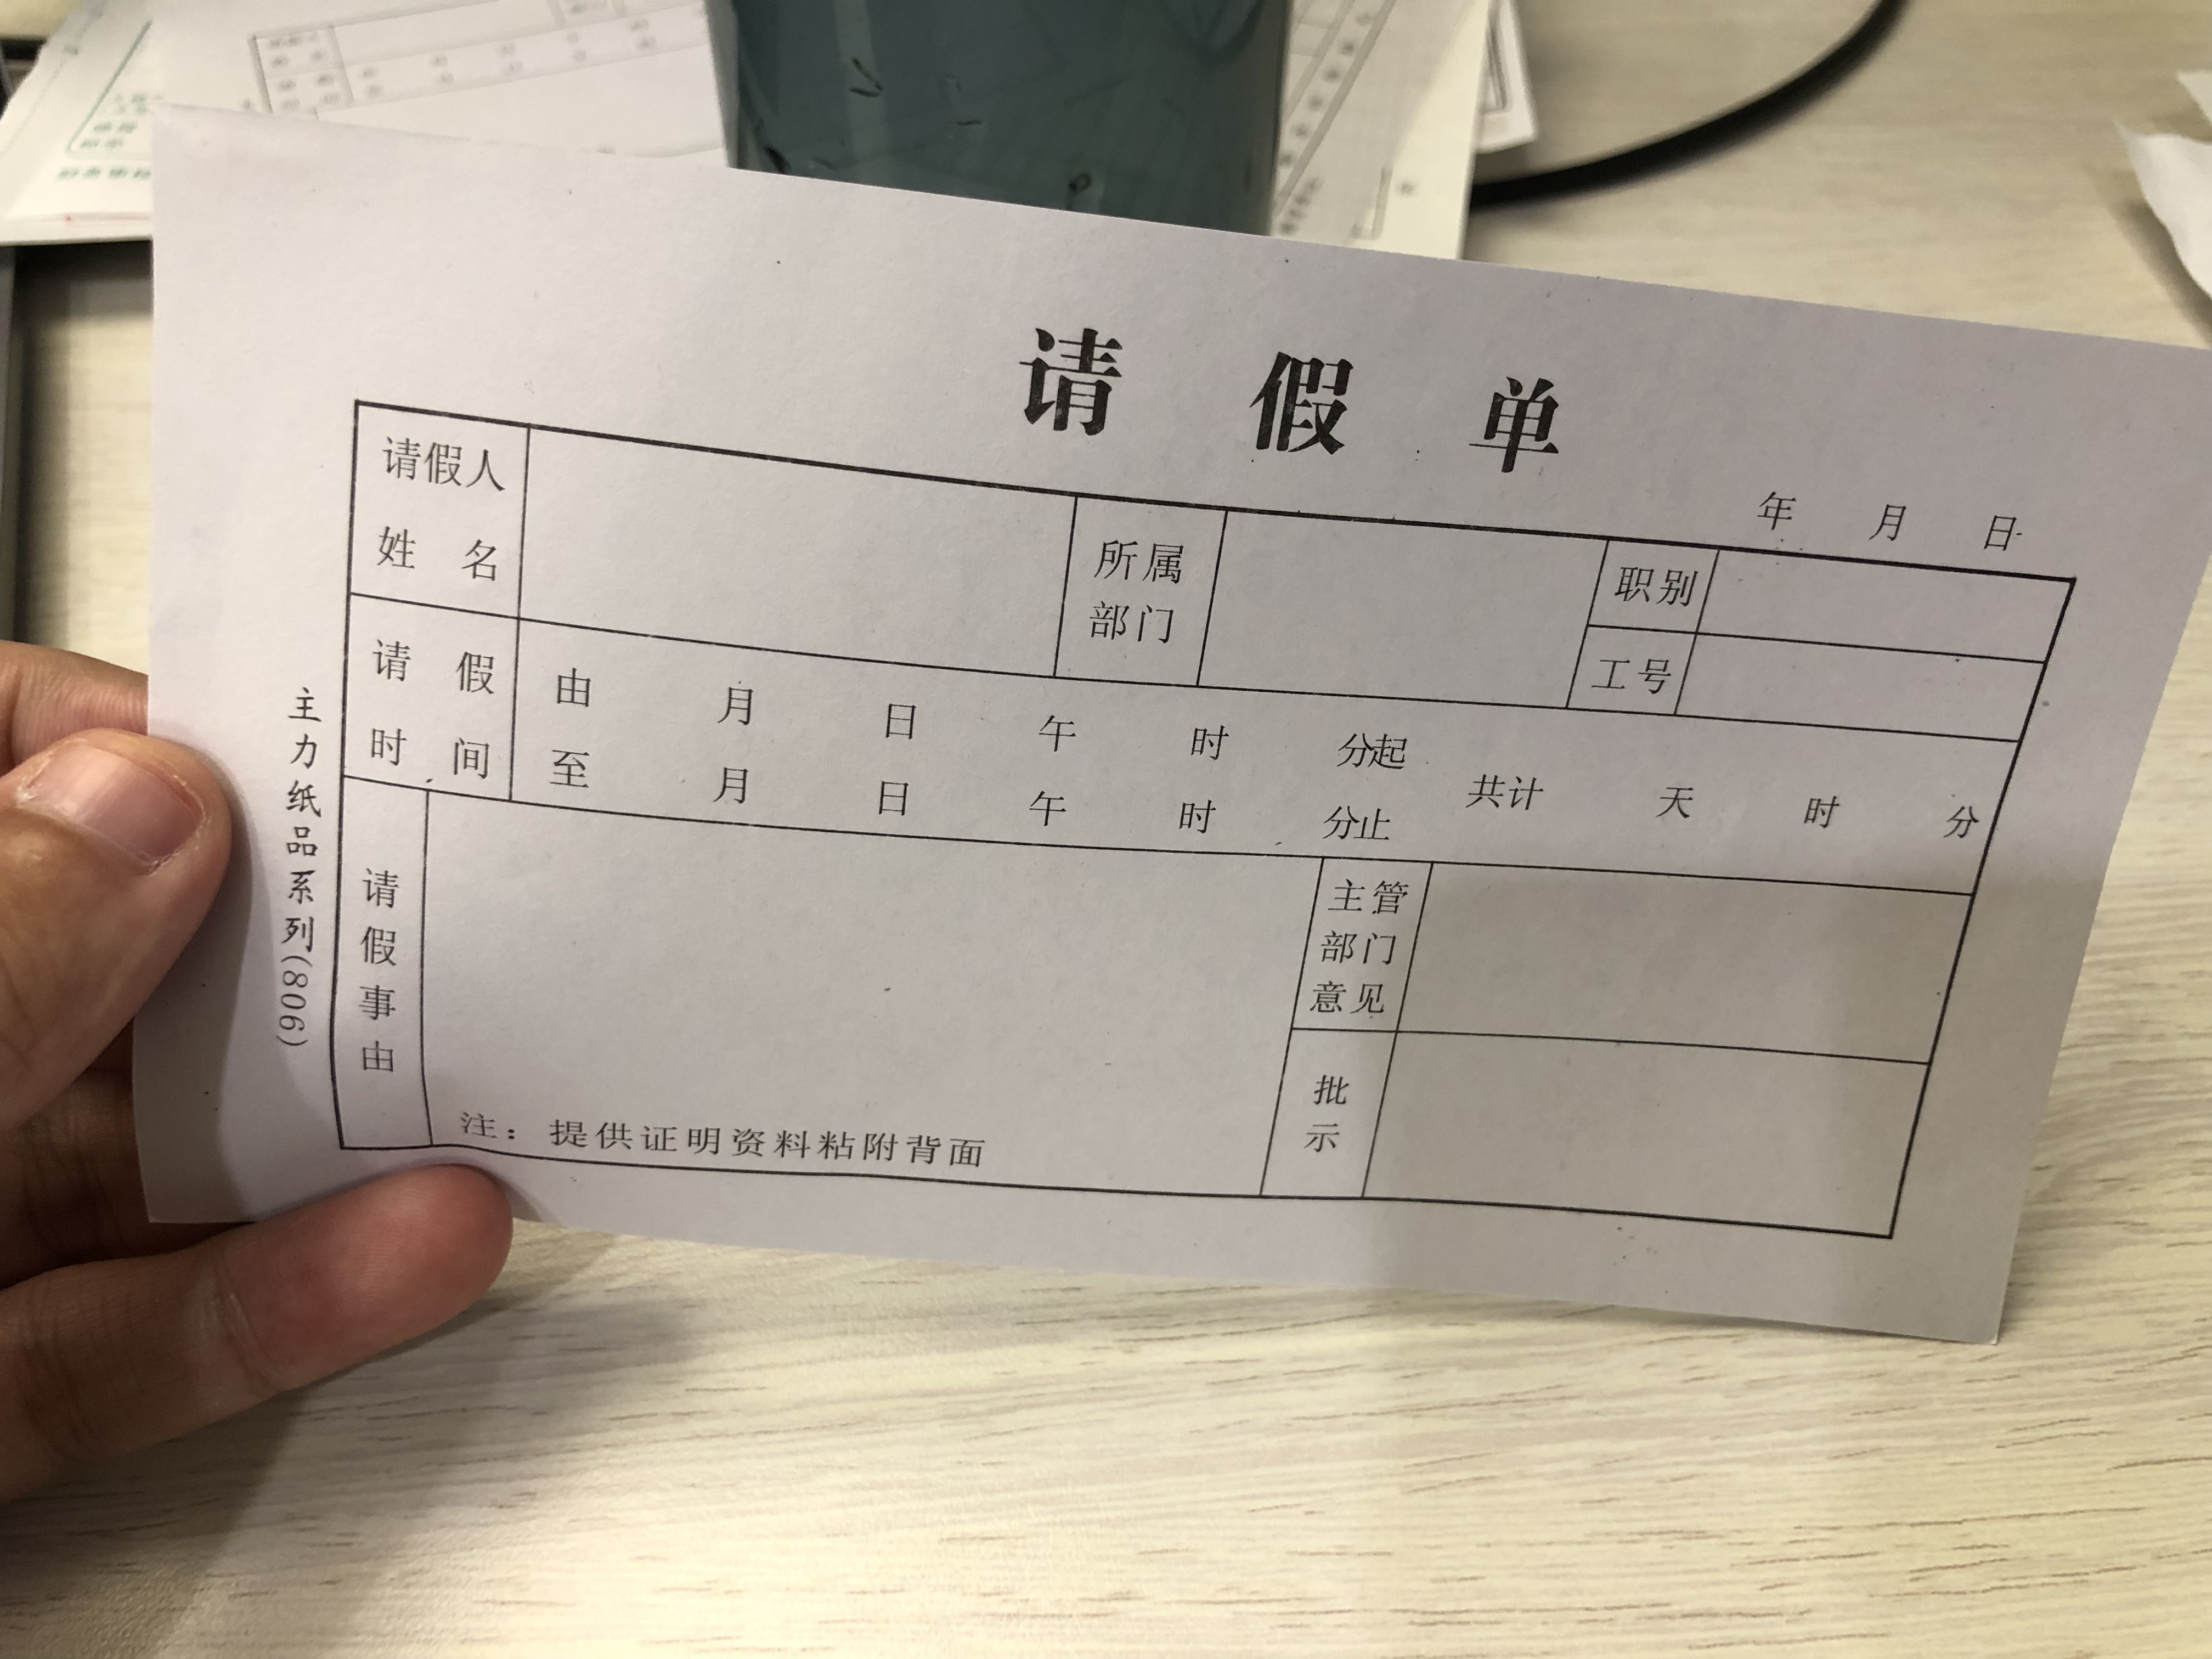 请假单
年 月 日
请假人 姓名
所属部门
职别
工号
请假时间
由 月 日 午 时 分起
至 月 日 午 时 分止
共计 天 时 分
请假事由
注：提供证明资料粘附背面
主管部门意见
批示
主力纸品系列(806)